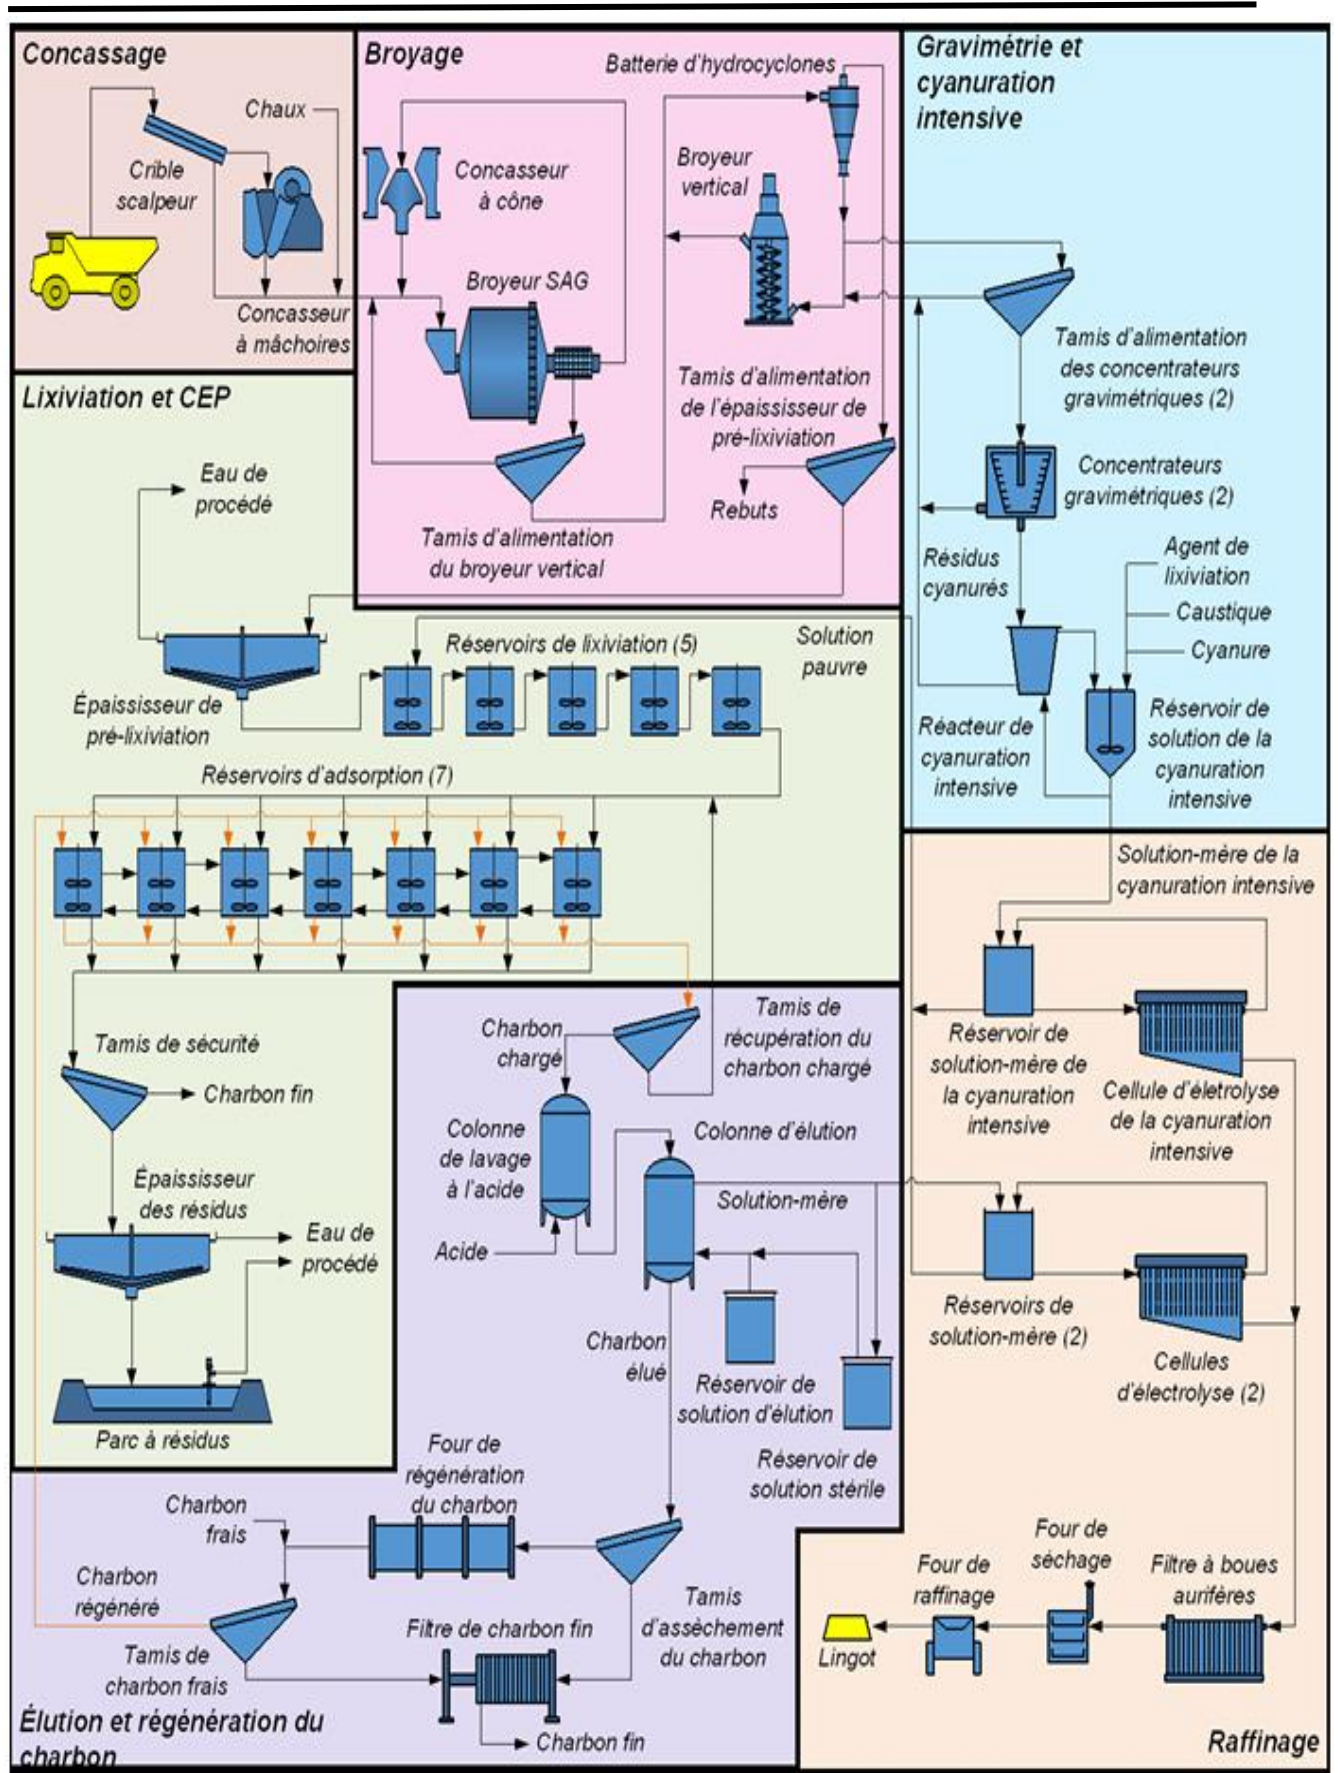 Concassage
Chaux
Crible
scalpeur
Concasseur
à mâchoires
Broyage
Batterie d'hydrocyclones
Concasseur
à cône
Broyeur
vertical
Broyeur SAG
Tamis d'alimentation
de l'épaississeur de
pré-lixiviation
Rebuts
Tamis d'alimentation
du broyeur vertical
Gravimétrie et
cyanuration
intensive
Tamis d'alimentation
des concentrateurs
gravimétriques (2)
Concentrateurs
gravimétriques (2)
Résidus
cyanurés
Agent de
lixiviation
Caustique
Cyanure
Réacteur de
cyanuration
intensive
Réservoir de
solution de la
cyanuration
intensive
Lixiviation et CEP
Eau de
procédé
Épaississeur de
pré-lixiviation
Réservoirs de lixiviation (5)
Solution
pauvre
Réservoirs d'adsorption (7)
Tamis de sécurité
Charbon fin
Épaississeur
des résidus
Eau de
procédé
Parc à résidus
Charbon
chargé
Tamis de
récupération du
charbon chargé
Colonne
de lavage
à l'acide
Colonne d'élution
Solution-mère
Acide
Charbon
élué
Réservoir de
solution d'élution
Réservoir de
solution stérile
Four de
régénération
du charbon
Charbon
frais
Charbon
régénéré
Tamis de
charbon frais
Filtre de charbon fin
Tamis
d'assèchement
du charbon
Charbon fin
Élution et régénération du
charbon
Solution-mère de la
cyanuration intensive
Réservoir de
solution-mère de
la cyanuration
intensive
Cellule d'életrolyse
de la cyanuration
intensive
Réservoirs de
solution-mère (2)
Cellules
d'électrolyse (2)
Four de
séchage
Four de
raffinage
Filtre à boues
aurifères
Lingot
Raffinage